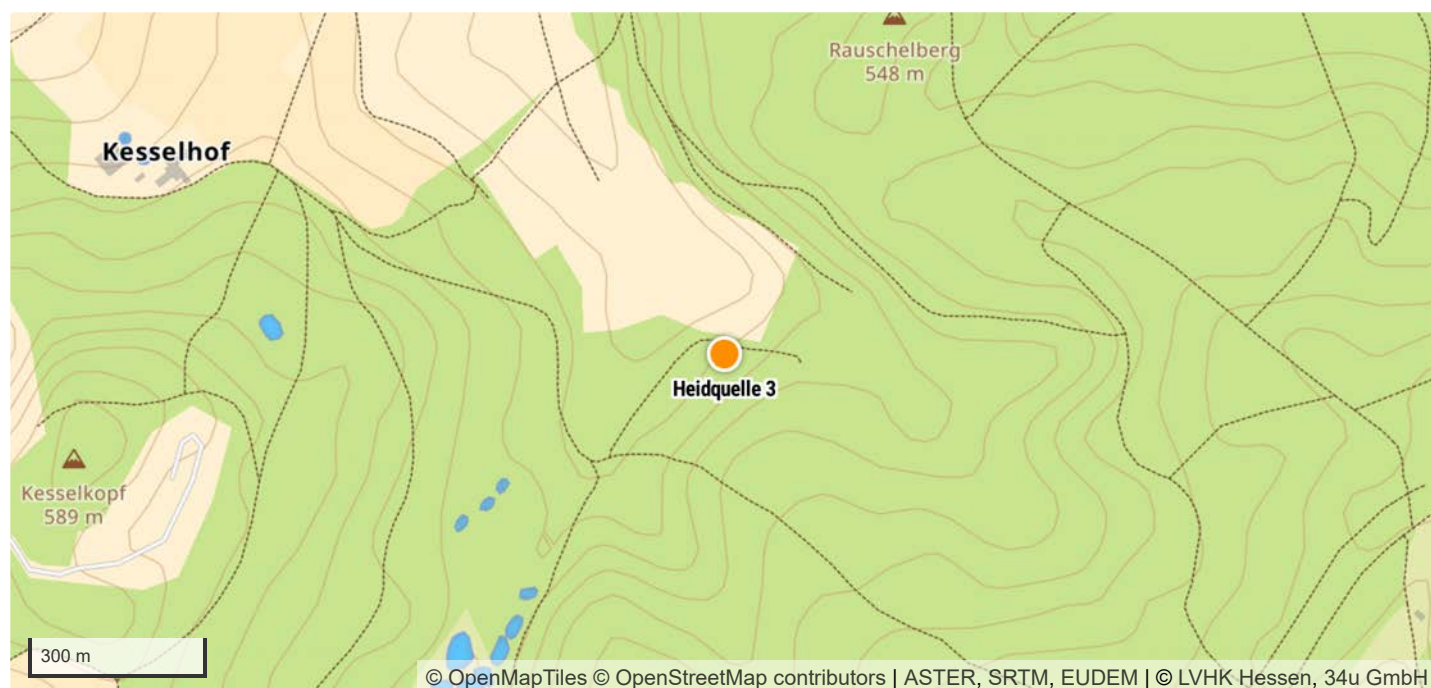 Rauschelberg
548 m
Kesselhof
Heidquelle 3
Kesselkopf
589 m
300 m
© OpenMapTiles © OpenStreetMap contributors | ASTER, SRTM, EUDEM | © LVHK Hessen, 34u GmbH